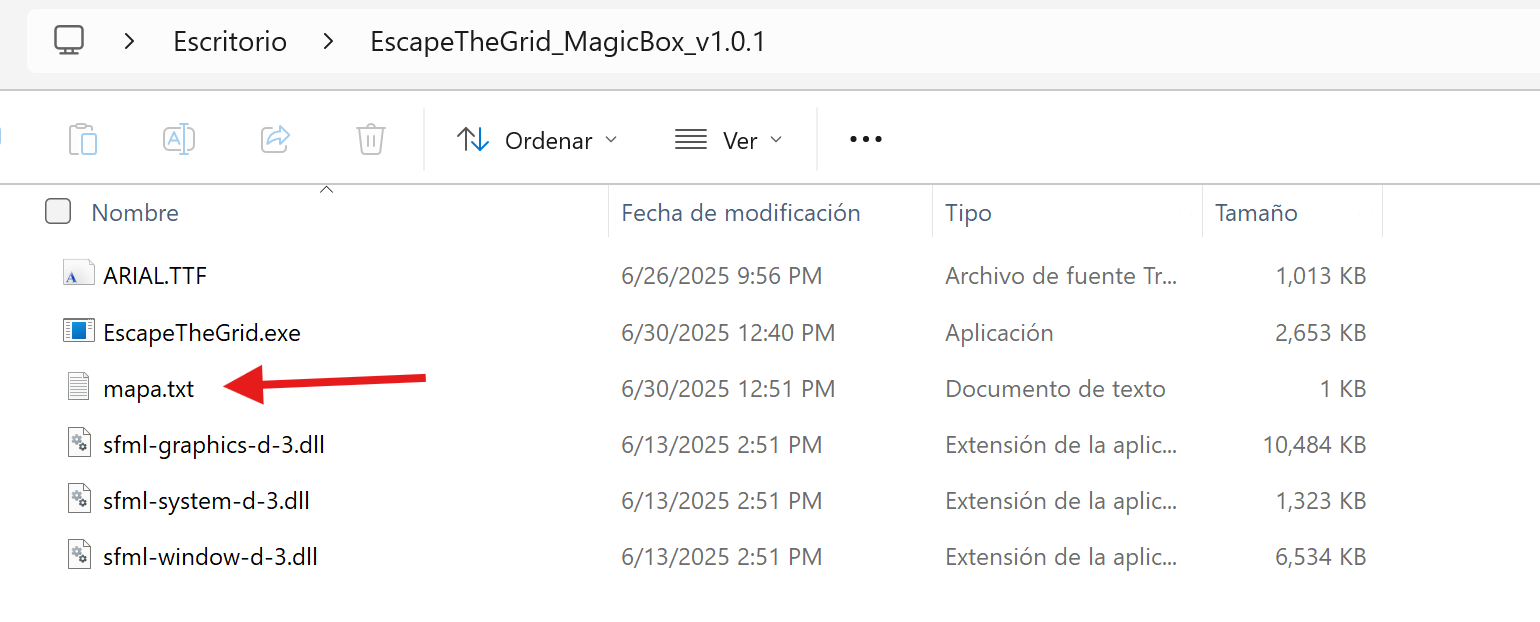 Escritorio EscapeTheGrid_MagicBox_v1.0.1
Ordenar Ver
Nombre Fecha de modificación Tipo Tamaño
ARIAL.TTF 6/26/2025 9:56 PM Archivo de fuente Tr... 1,013 KB
EscapeTheGrid.exe 6/30/2025 12:40 PM Aplicación 2,653 KB
mapa.txt 6/30/2025 12:51 PM Documento de texto 1 KB
sfml-graphics-d-3.dll 6/13/2025 2:51 PM Extensión de la aplic... 10,484 KB
sfml-system-d-3.dll 6/13/2025 2:51 PM Extensión de la aplic... 1,323 KB
sfml-window-d-3.dll 6/13/2025 2:51 PM Extensión de la aplic... 6,534 KB